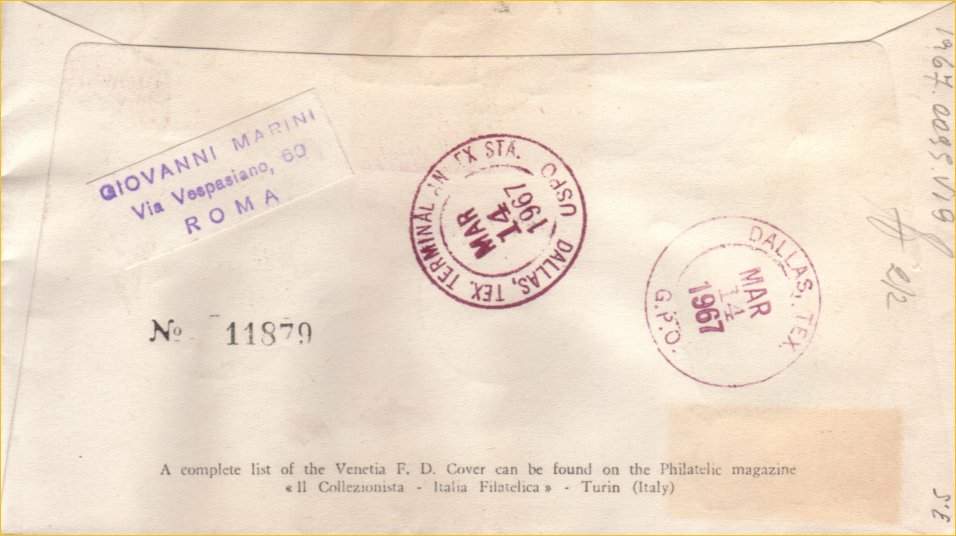 GIOVANNI MARINI
Via Vespasiano, 60
ROMA
USPO DALLAS, TEX. TERMINAL ANNEX STA.
MAR
14
1967
DALLAS, TEX.
G.P.O.
MAR
14
1967
No 11879
A complete list of the Venetia F. D. Cover can be found on the Philatelic magazine
« Il Collezionista - Italia Filatelica » - Turin (Italy)
2/2